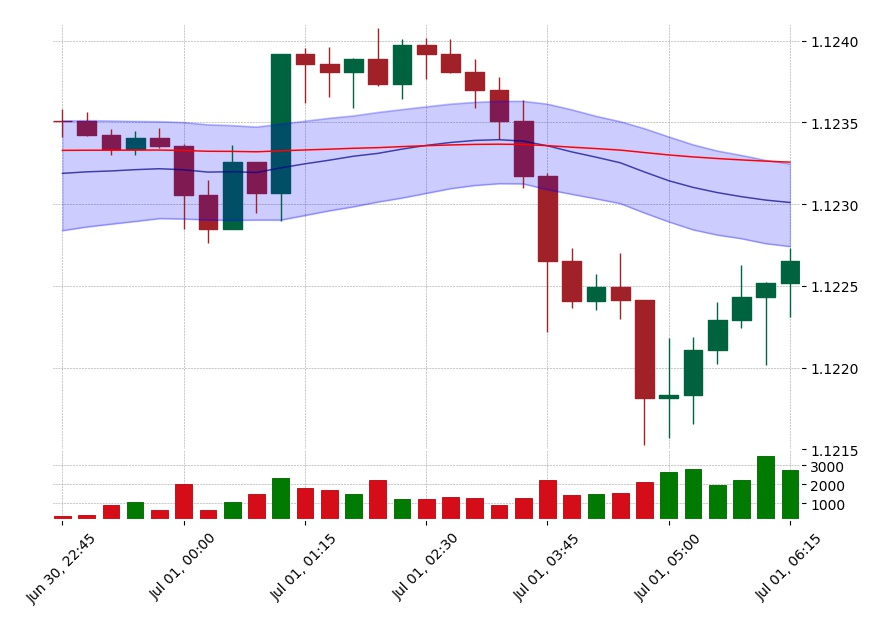 1.1240
1.1235
1.1230
1.1225
1.1220
1.1215
3000
2000
1000
Jun 30, 22:45
Jul 01, 00:00
Jul 01, 01:15
Jul 01, 02:30
Jul 01, 03:45
Jul 01, 05:00
Jul 01, 06:15